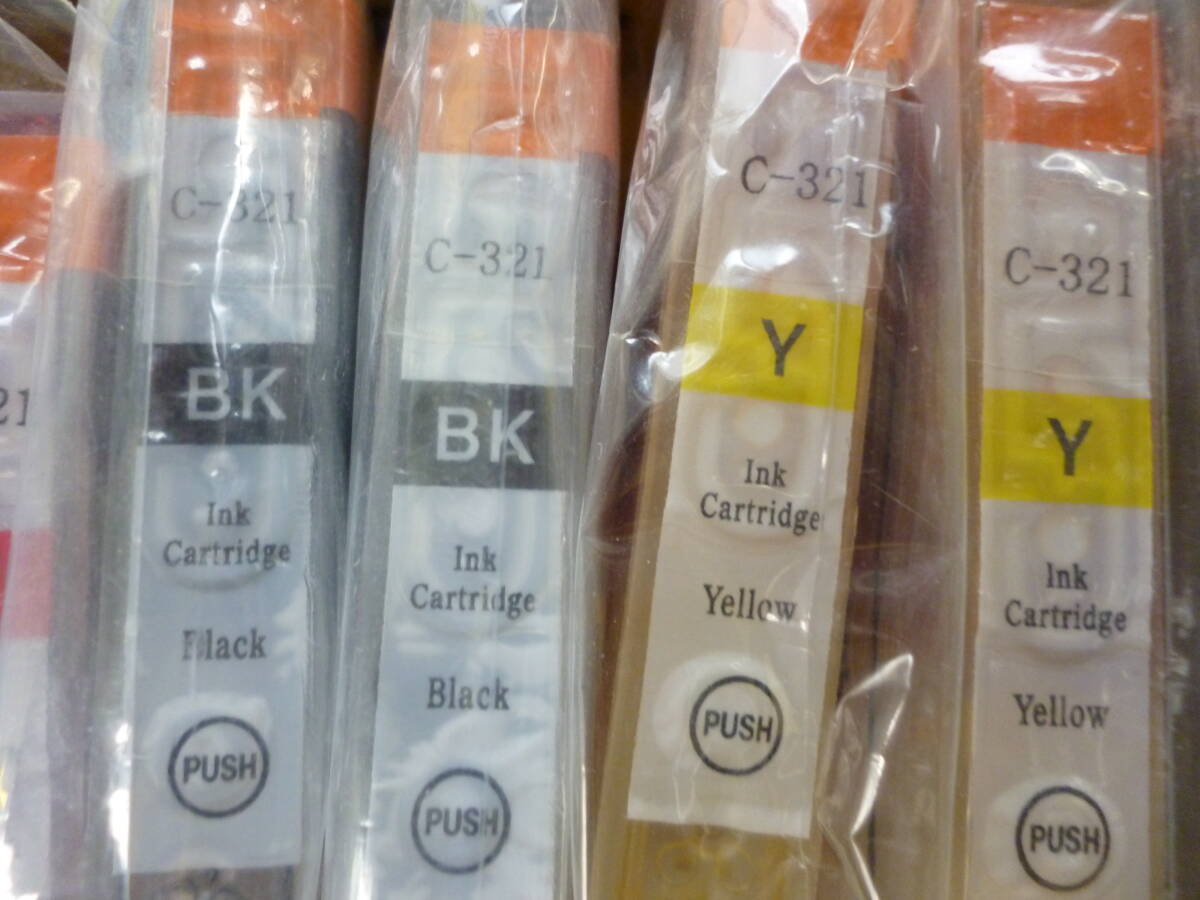 21
C-321
BK
Ink
Cartridge
Black
PUSH
C-321
BK
Ink
Cartridge
Black
PUSH
C-321
Y
Ink
Cartridge
Yellow
PUSH
C-321
Y
Ink
Cartridge
Yellow
PUSH